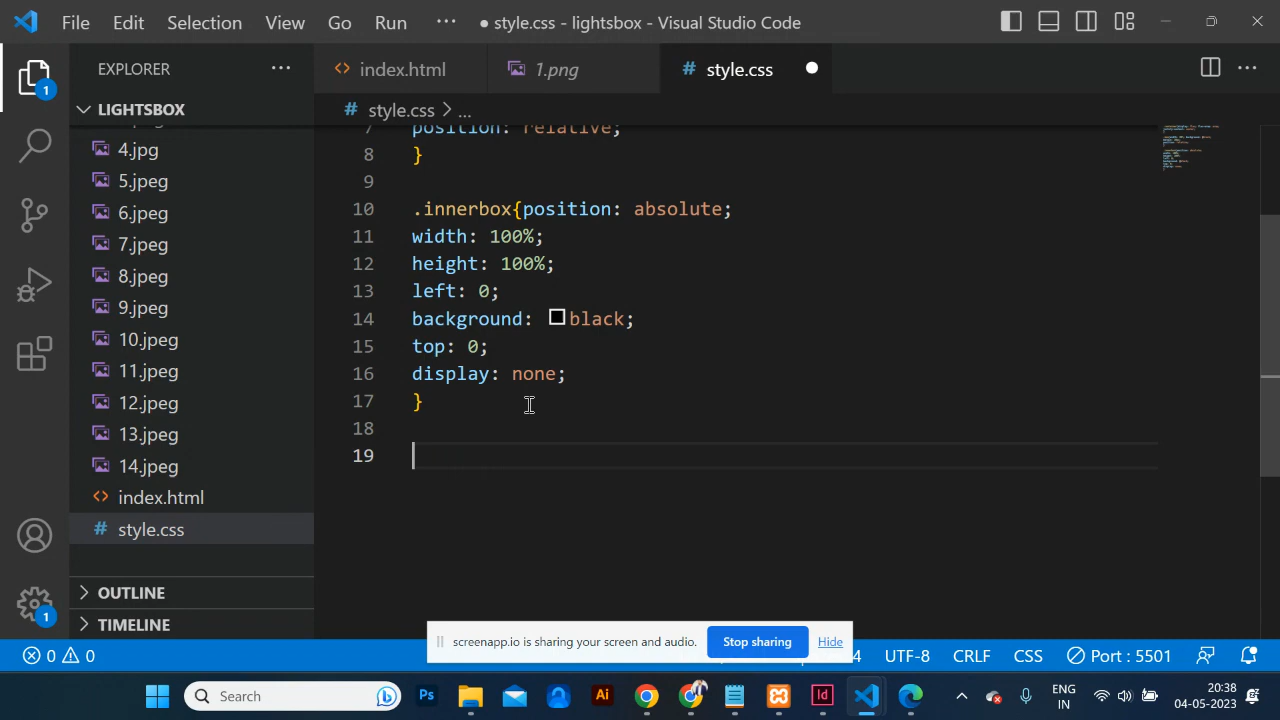 File Edit Selection View Go Run ··· ● style.css - lightsbox - Visual Studio Code
EXPLORER ···
index.html
1.png
# style.css ●
LIGHTSBOX
# style.css > ...
4.jpg
5.jpeg
6.jpeg
7.jpeg
8.jpeg
9.jpeg
10.jpeg
11.jpeg
12.jpeg
13.jpeg
14.jpeg
<> index.html
# style.css
OUTLINE
TIMELINE
1
1
7 position: relative;
8 }
9
10 .innerbox{position: absolute;
11 width: 100%;
12 height: 100%;
13 left: 0;
14 background: black;
15 top: 0;
16 display: none;
17 }
18
19
screenapp.io is sharing your screen and audio. Stop sharing Hide
0 0
4 UTF-8 CRLF CSS Port : 5501
Search
Ps
Ai
Id
ENG
IN
20:38
04-05-2023